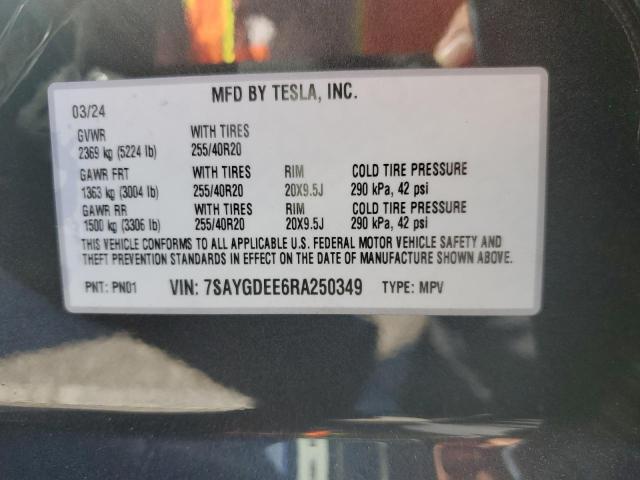 MFD BY TESLA, INC.
03/24
GVWR WITH TIRES
2369 kg (5224 lb) 255/40R20
GAWR FRT WITH TIRES RIM COLD TIRE PRESSURE
1363 kg (3004 lb) 255/40R20 20X9.5J 290 kPa, 42 psi
GAWR RR WITH TIRES RIM COLD TIRE PRESSURE
1500 kg (3306 lb) 255/40R20 20X9.5J 290 kPa, 42 psi
THIS VEHICLE CONFORMS TO ALL APPLICABLE U.S. FEDERAL MOTOR VEHICLE SAFETY AND
THEFT PREVENTION STANDARDS IN EFFECT ON THE DATE OF MANUFACTURE SHOWN ABOVE.
PNT: PN01 VIN: 7SAYGDEE6RA250349 TYPE: MPV